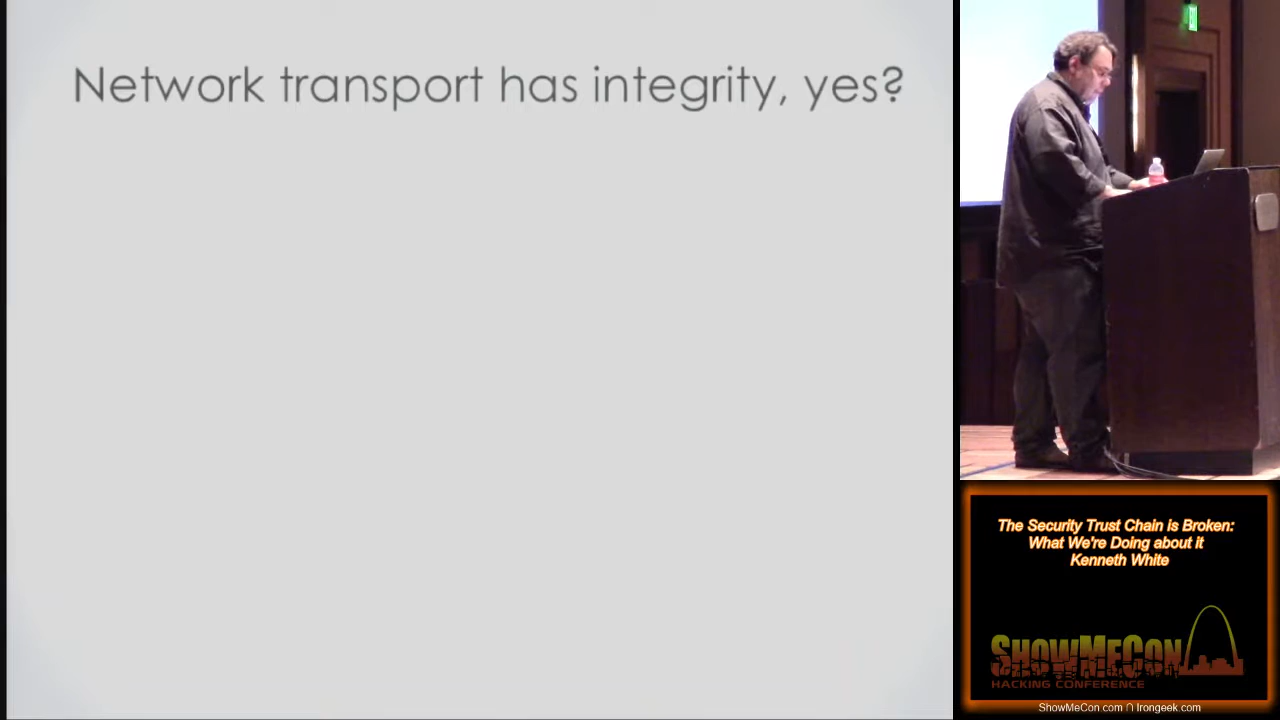 Network transport has integrity, yes?
The Security Trust Chain is Broken:
What We're Doing about it
Kenneth White
SHOWMECON
HACKING CONFERENCE
ShowMeCon.com ∩ Irongeek.com